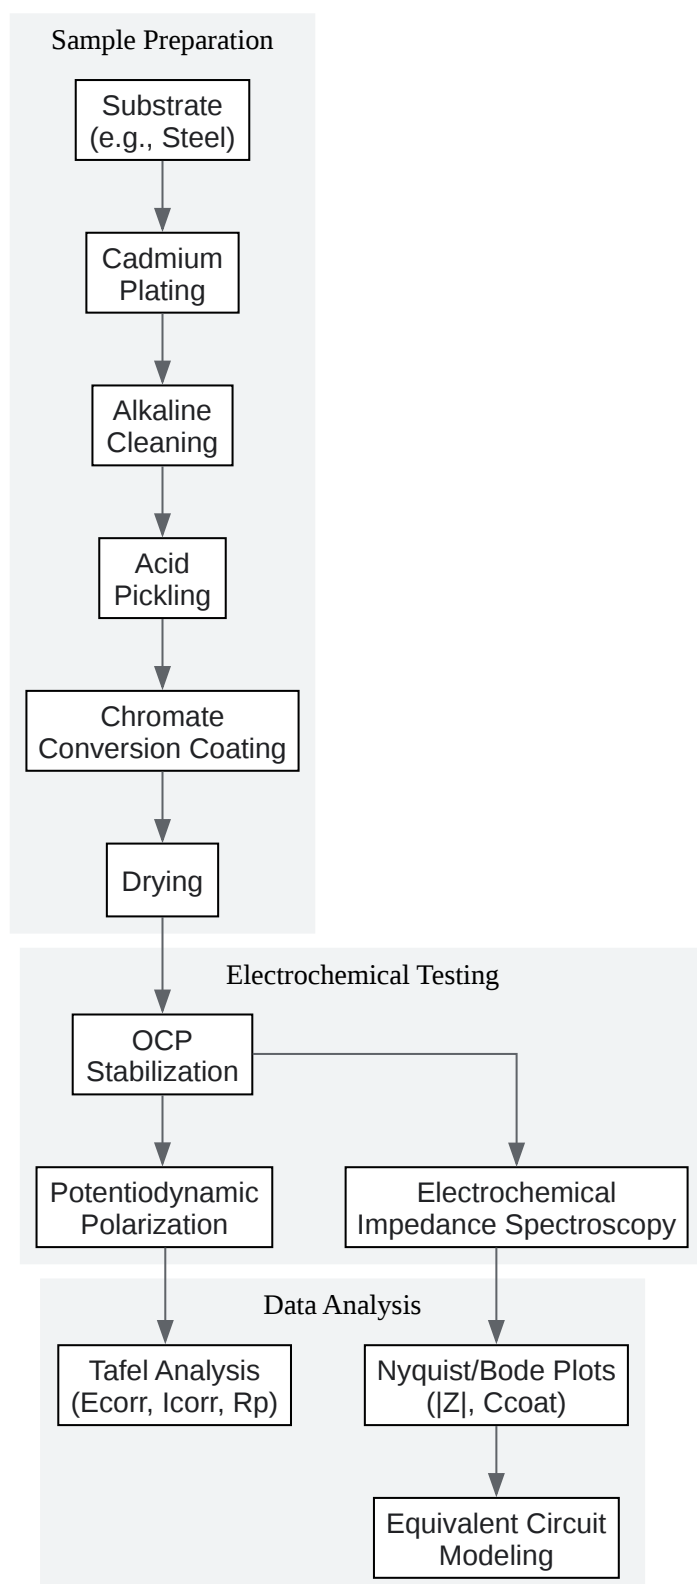 Sample Preparation
Substrate
(e.g., Steel)
Cadmium
Plating
Alkaline
Cleaning
Acid
Pickling
Chromate
Conversion Coating
Drying
Electrochemical Testing
OCP
Stabilization
Potentiodynamic
Polarization
Electrochemical
Impedance Spectroscopy
Data Analysis
Tafel Analysis
(Ecorr, Icorr, Rp)
Nyquist/Bode Plots
(|Z|, Ccoat)
Equivalent Circuit
Modeling